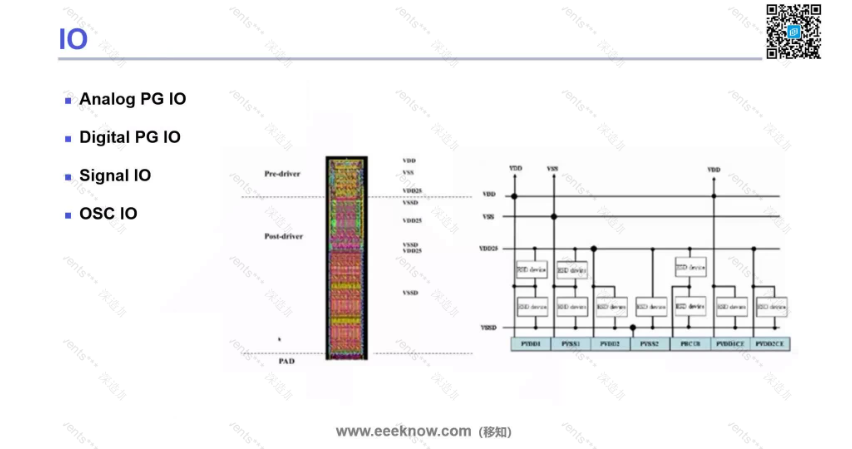 IO
Analog PG IO
Digital PG IO
Signal IO
OSC IO
Pre-driver
VDD
VSS
VDD25
VSSD
VDD25
Post-driver
VSSD
VDD25
VSSD
PAD
VDD VSS VDD
VDD
VSS
VDD25
ESD device ESD device ESD device
ESD device ESD device ESD device ESD device ESD device ESD device ESD device
VSSD
PVDD1 PVSS1 PVDD2 PVSS2
www.eeeknow.com (移知)